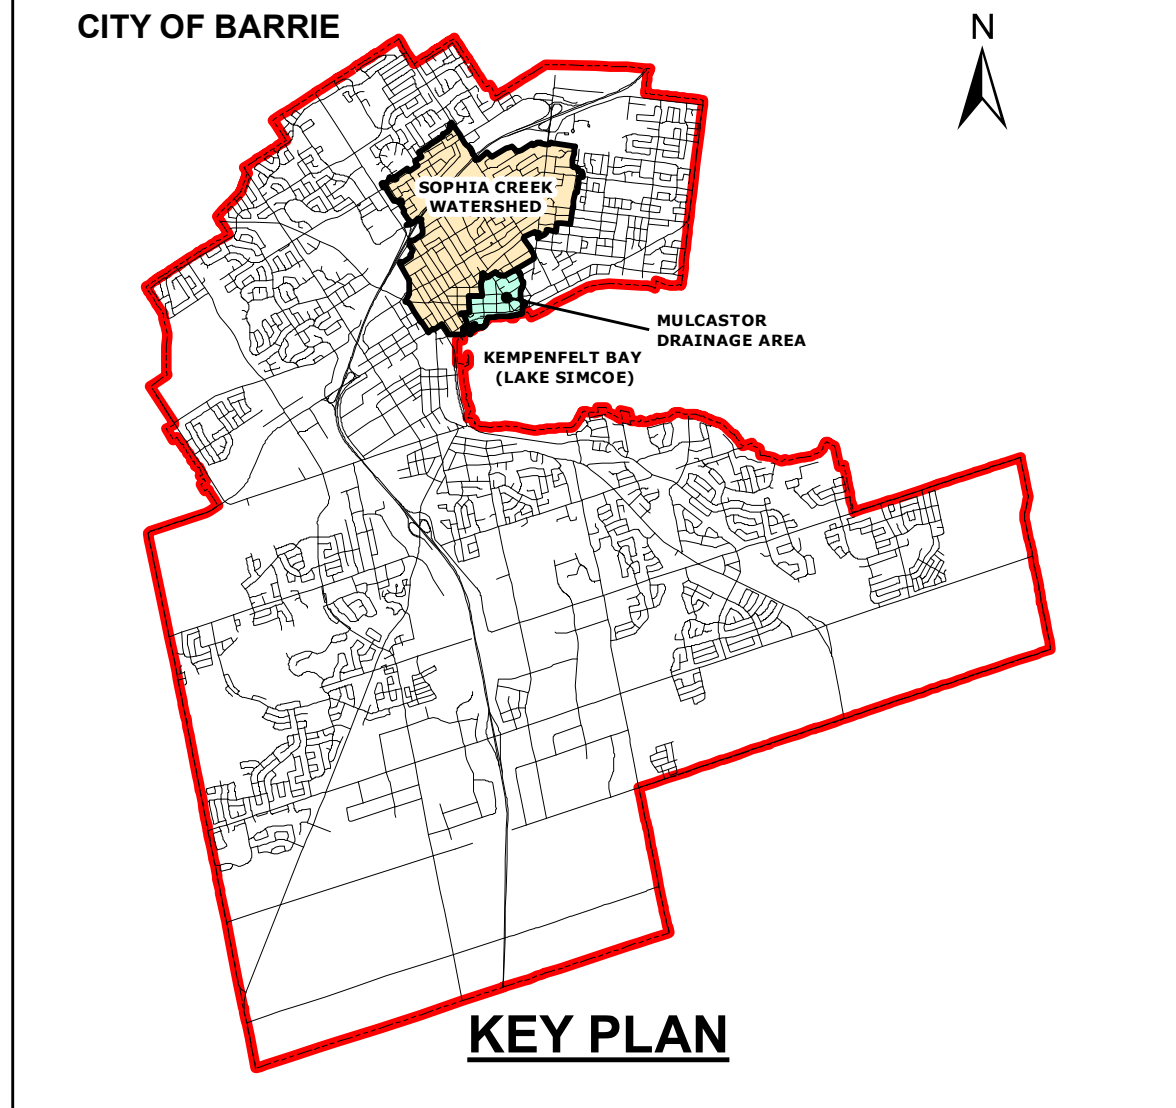 CITY OF BARRIE
N
SOPHIA CREEK
WATERSHED
MULCASTOR
DRAINAGE AREA
KEMPENFELT BAY
(LAKE SIMCOE)
KEY PLAN